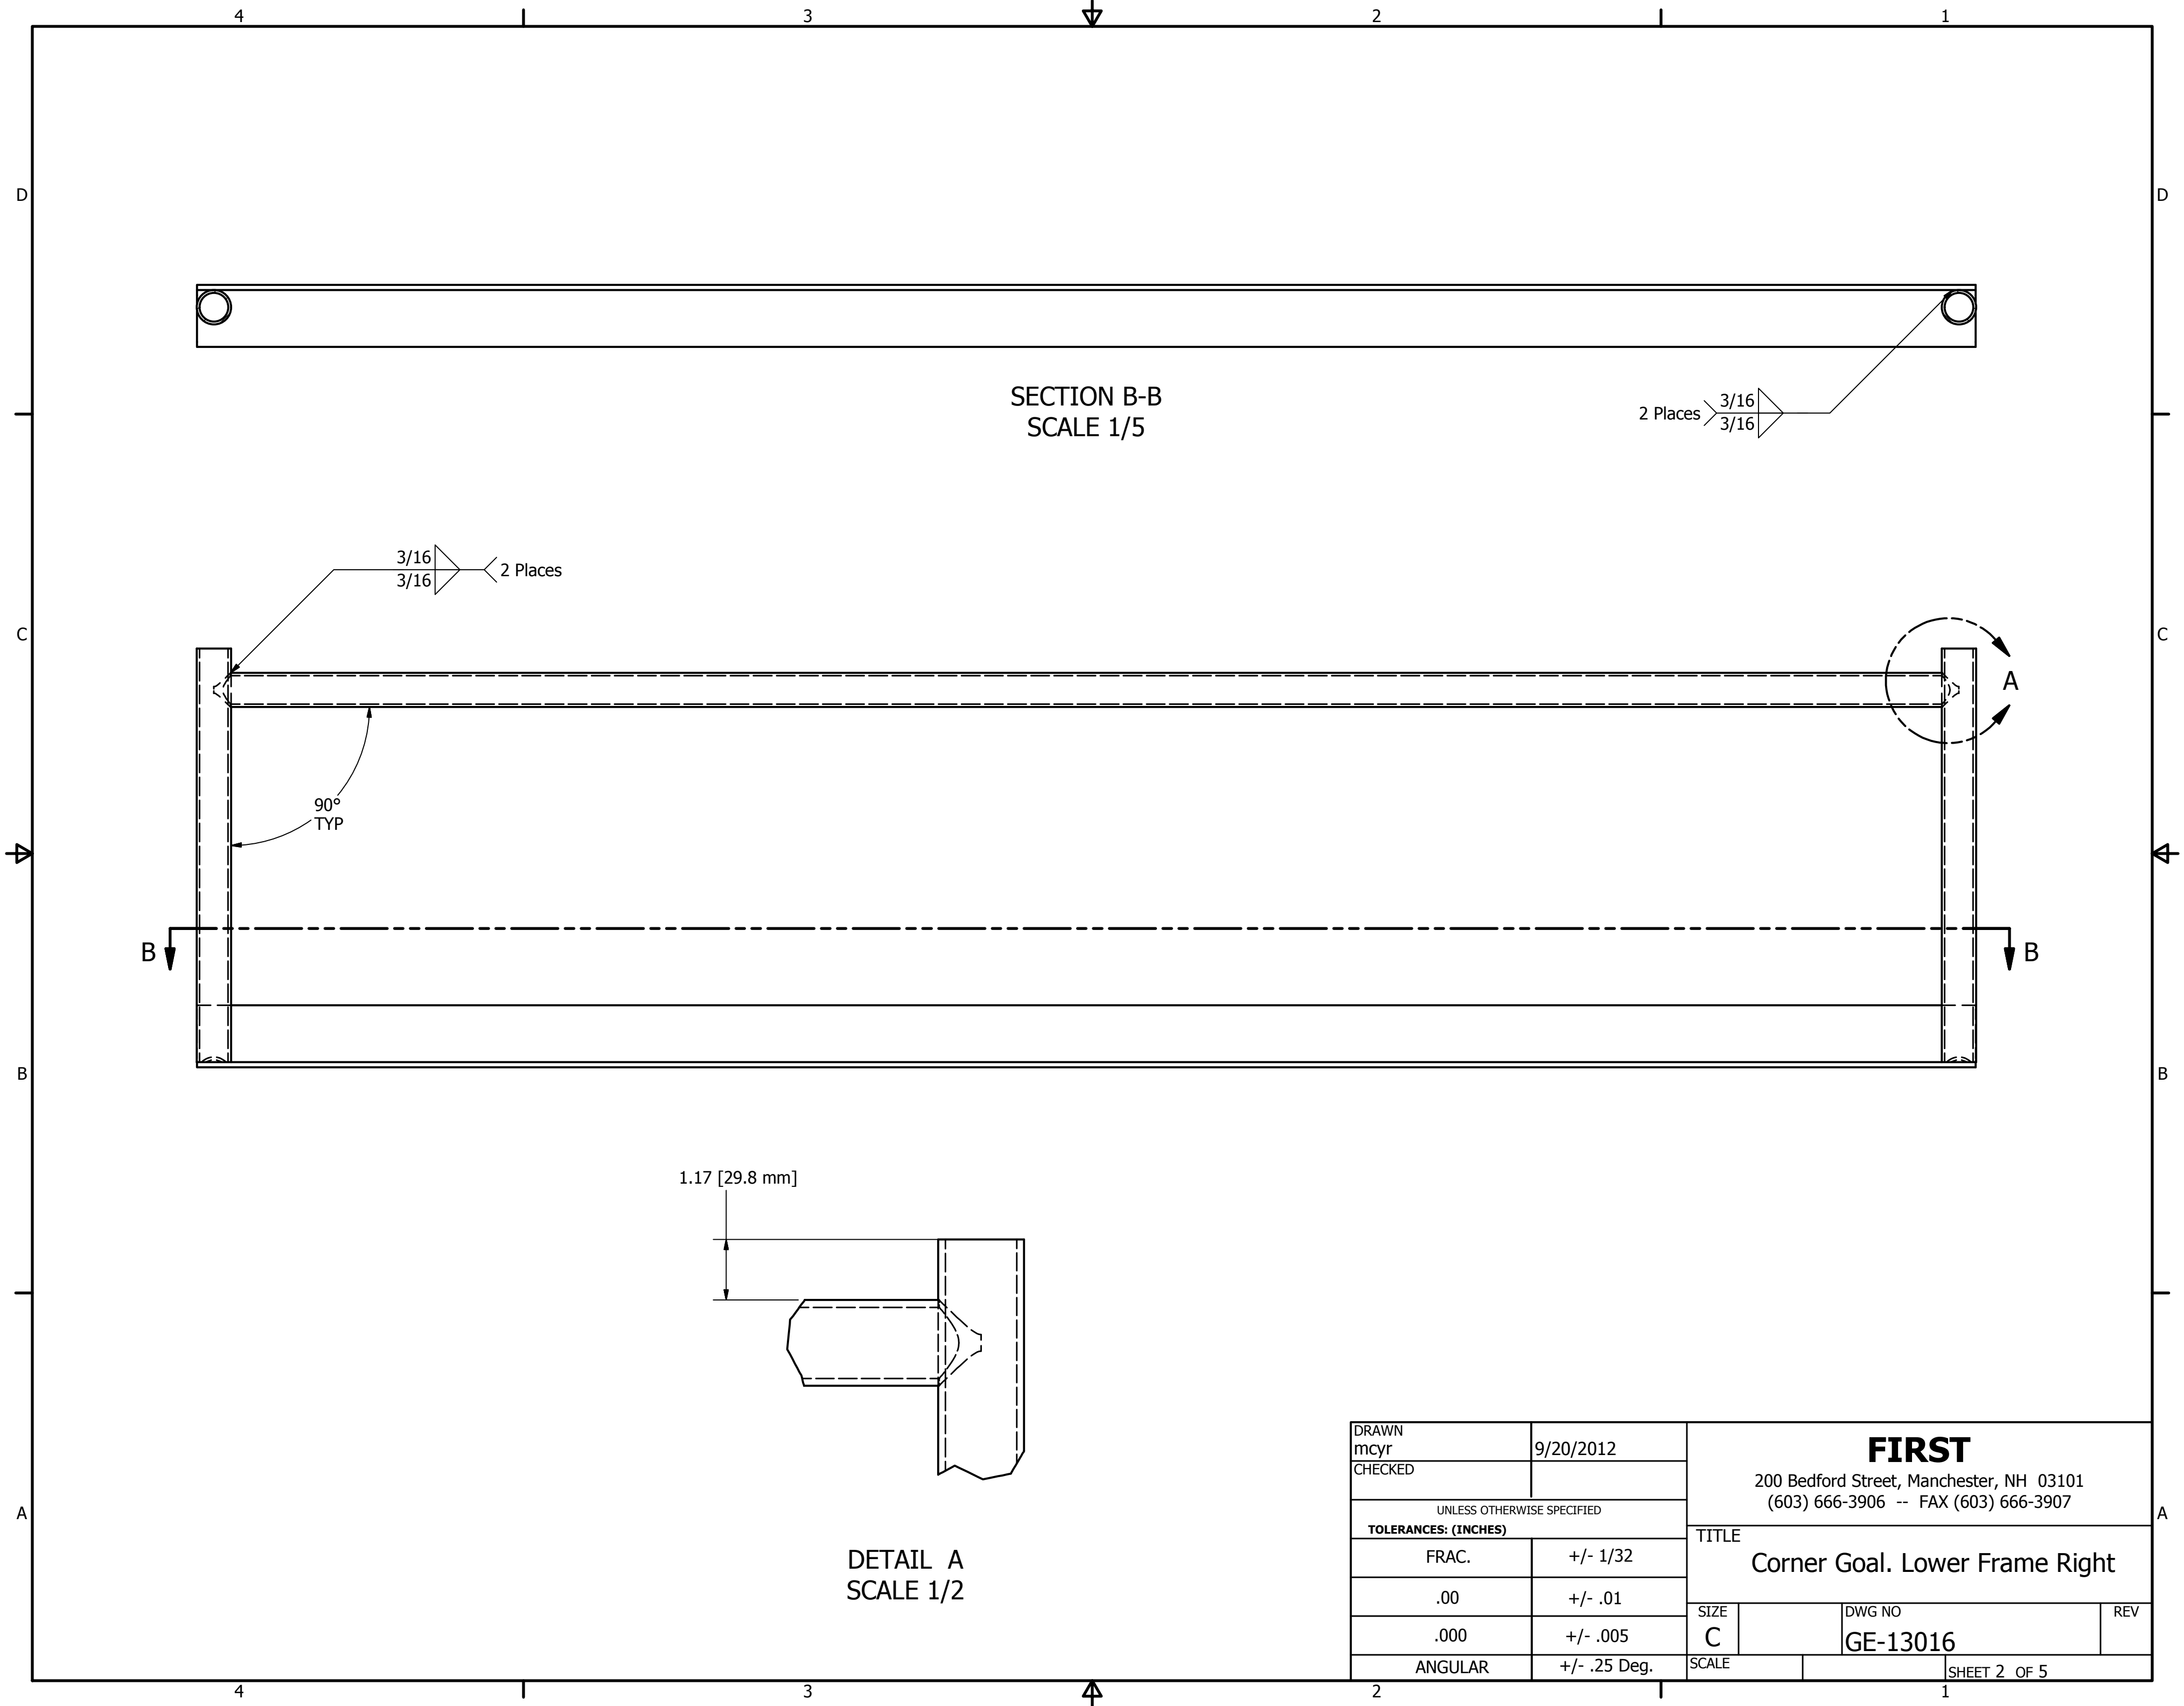 4 3 2 1
D D
SECTION B-B
SCALE 1/5
2 Places 3/16
3/16
3/16
3/16 2 Places
C C
A
90°
TYP
B B
B B
1.17 [29.8 mm]
DETAIL A
SCALE 1/2
A A
DRAWN
mcyr 9/20/2012
CHECKED
UNLESS OTHERWISE SPECIFIED
TOLERANCES: (INCHES)
FRAC. +/- 1/32
.00 +/- .01
.000 +/- .005
ANGULAR +/- .25 Deg.
FIRST
200 Bedford Street, Manchester, NH 03101
(603) 666-3906 -- FAX (603) 666-3907
TITLE
Corner Goal. Lower Frame Right
SIZE
C
DWG NO
GE-13016
REV
SCALE
SHEET 2 OF 5
4 3 2 1